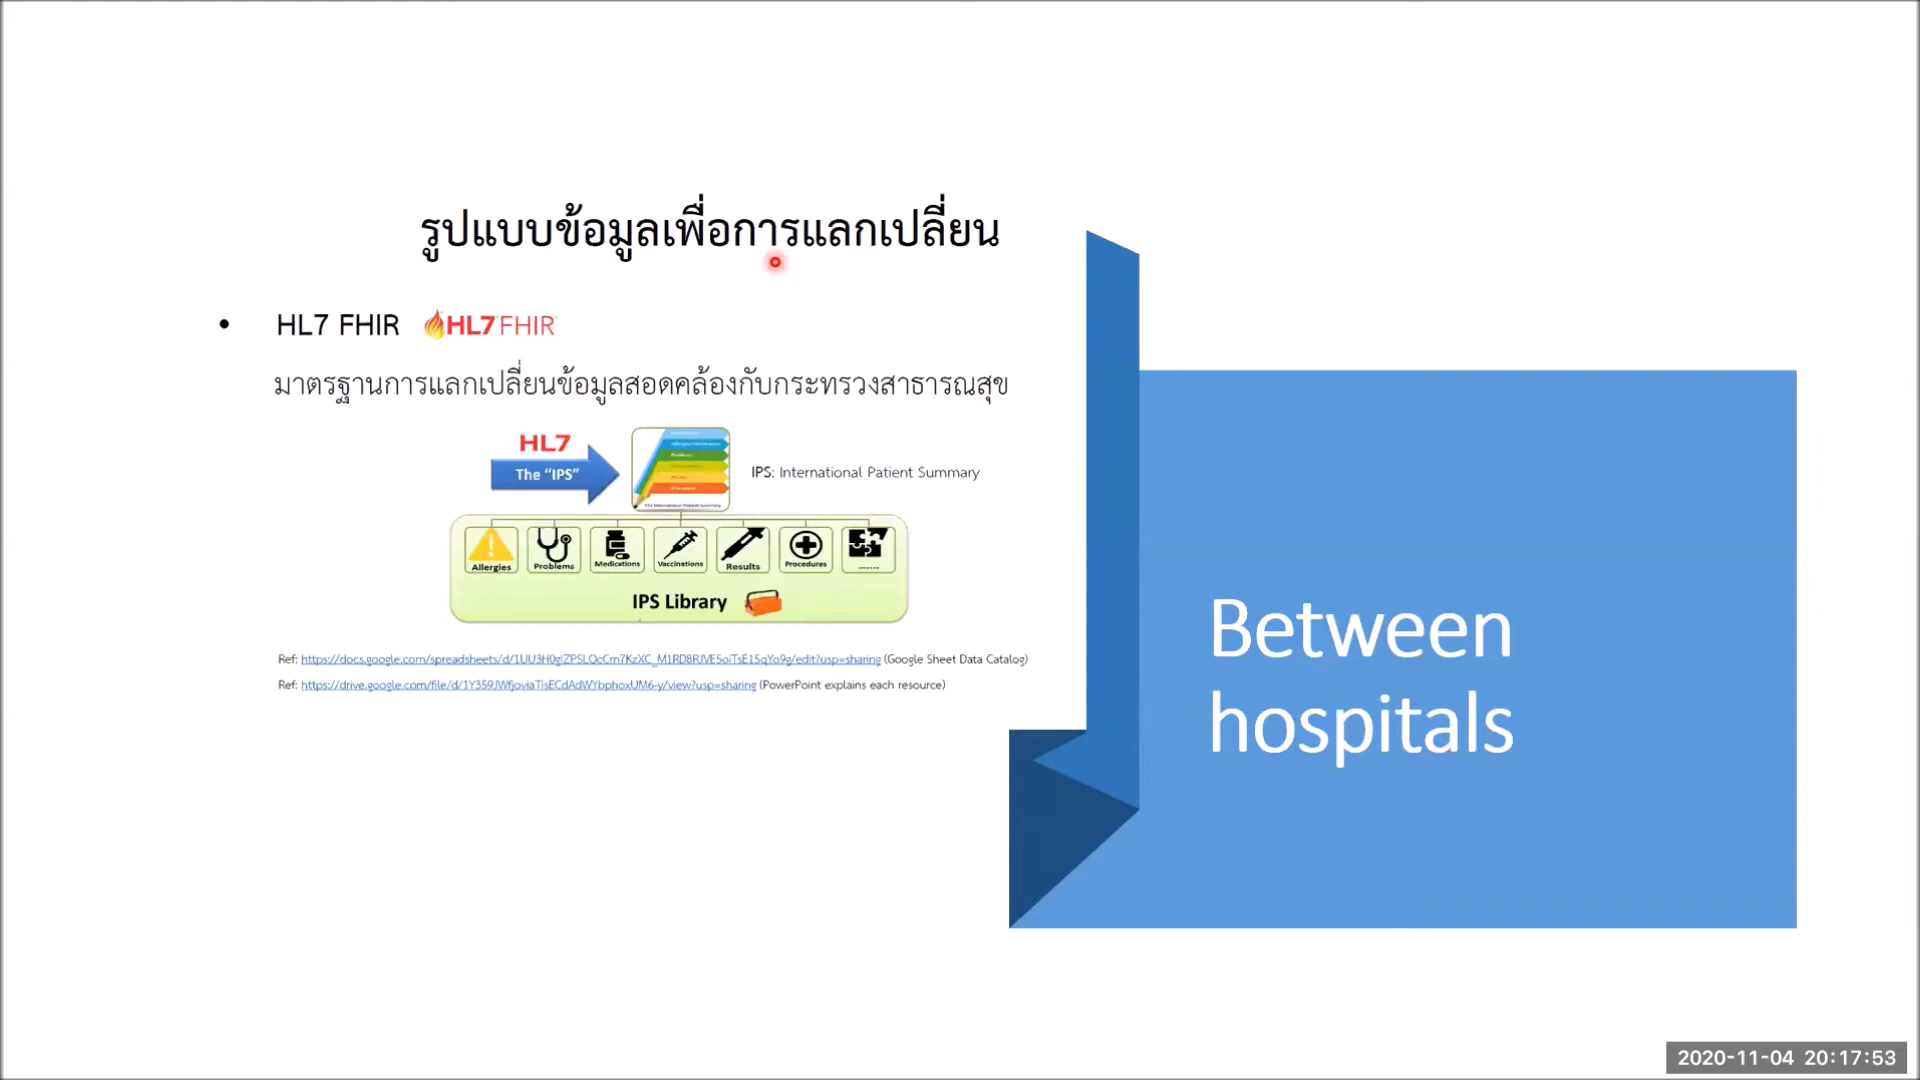 รูปแบบข้อมูลเพื่อการแลกเปลี่ยน
• HL7 FHIR HL7 FHIR
มาตรฐานการแลกเปลี่ยนข้อมูลสอดคล้องกับกระทรวงสาธารณสุข
HL7
The “IPS”
IPS: International Patient Summary
Allergies Problems Medications Vaccinations Results Procedures .......
IPS Library
Ref: (Google Sheet Data Catalog)
Ref: (PowerPoint explains each resource)
Between
hospitals
2020-11-04 20:17:53